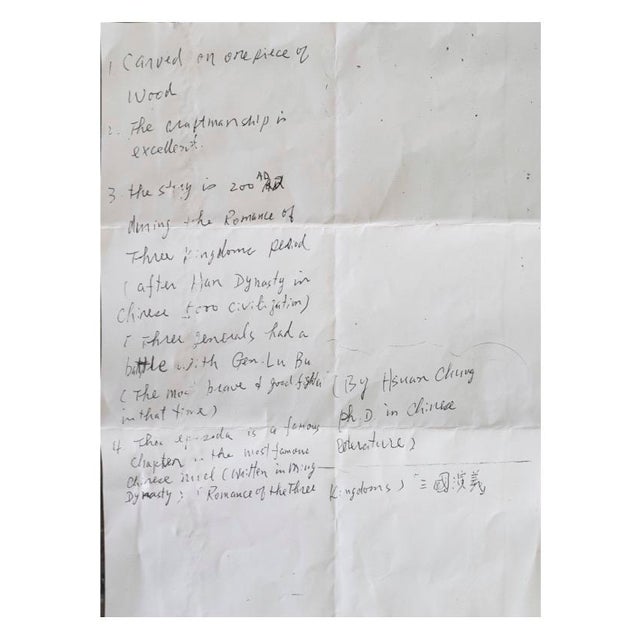 1 Carved on one piece of
Wood
2. The craftmanship is
excellent.
3 the story is 200 AD
during the Romance of
Three Kingdoms period
(after Han Dynasty in
Chinese 5000 civilization)
(Three generals had a
battle with Gen. Lu Bu
(The most brave & good fighter
in that time)
4 This episode is a famous
chapter in the most famous
Chinese novel (written in Ming
Dynasty; "Romance of the Three Kingdoms) 三國演義
(By Hsuan Chung
ph.D. in Chinese
literature)